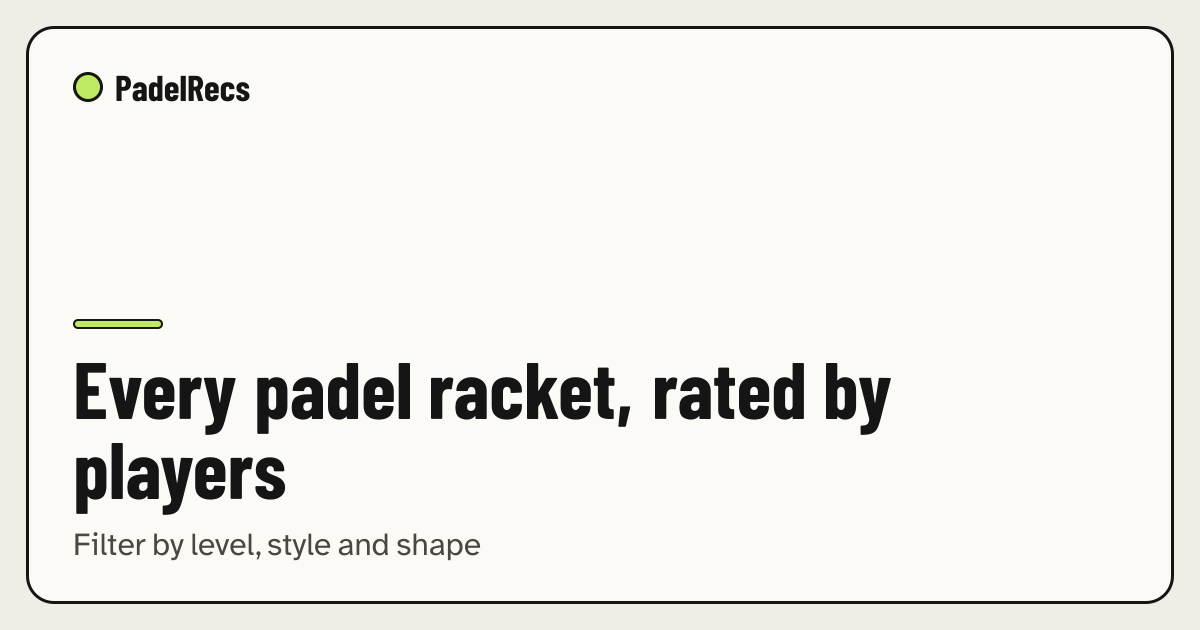 PadelRecs
Every padel racket, rated by
players
Filter by level, style and shape